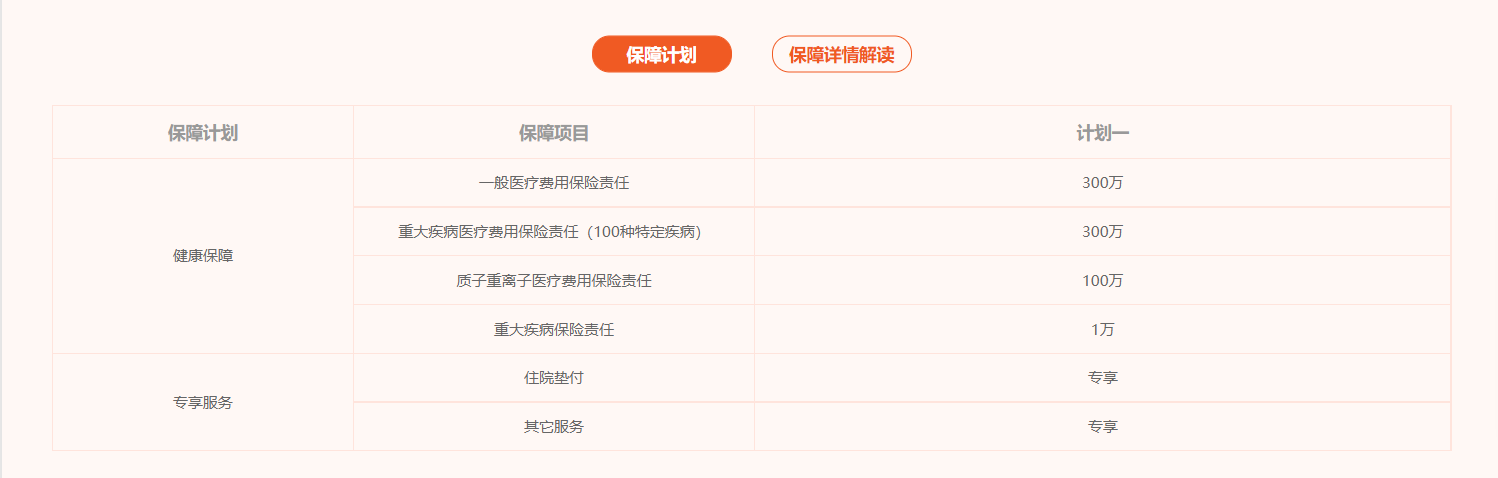 保障计划 保障详情解读
保障计划 保障项目 计划一
健康保障
一般医疗费用保险责任 300万
重大疾病医疗费用保险责任（100种特定疾病） 300万
质子重离子医疗费用保险责任 100万
重大疾病保险责任 1万
专享服务
住院垫付 专享
其它服务 专享